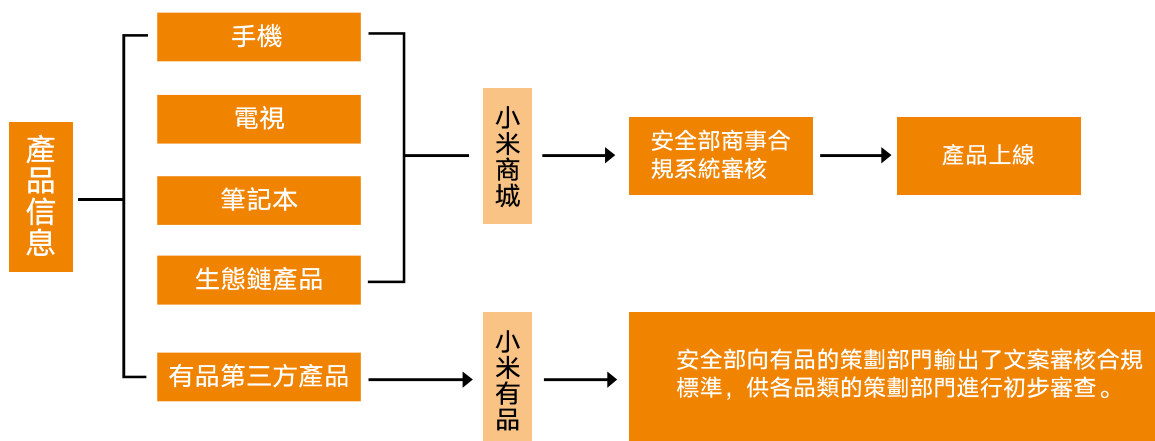 產品信息
手機
電視
筆記本
生態鏈產品
有品第三方產品
小米商城
安全部商事合
規系統審核
產品上線
小米有品
安全部向有品的策劃部門輸出了文案審核合規
標準，供各品類的策劃部門進行初步審查。